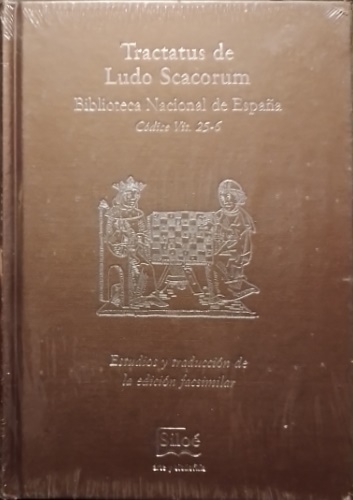 Tractatus de
Ludo Scacorum
Biblioteca Nacional de España
Códice Vit. 25-6
Estudios y traducción de
la edición facsimilar
Siloé
arte y bibliofilia